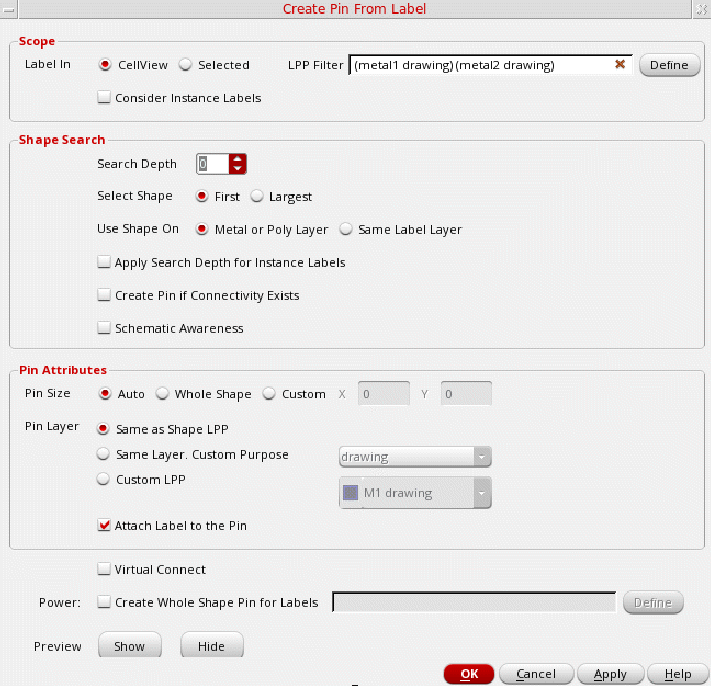 Create Pin From Label
Scope
Label In CellView Selected LPP Filter (metal1 drawing)(metal2 drawing) Define
Consider Instance Labels
Shape Search
Search Depth 0
Select Shape First Largest
Use Shape On Metal or Poly Layer Same Label Layer
Apply Search Depth for Instance Labels
Create Pin if Connectivity Exists
Schematic Awareness
Pin Attributes
Pin Size Auto Whole Shape Custom X 0 Y 0
Pin Layer Same as Shape LPP
Same Layer. Custom Purpose drawing
Custom LPP M1 drawing
Attach Label to the Pin
Virtual Connect
Power: Create Whole Shape Pin for Labels Define
Preview Show Hide
OK Cancel Apply Help